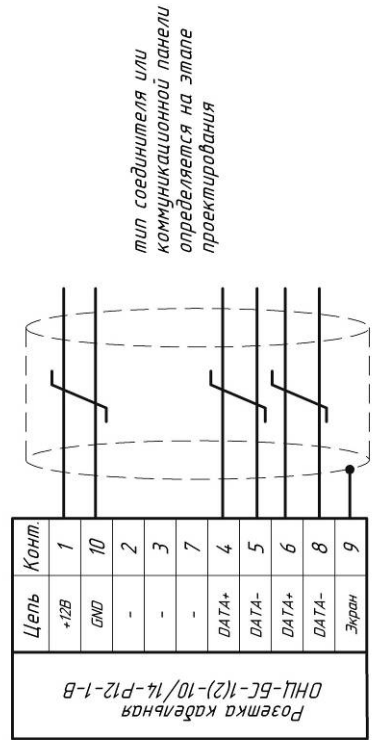 Розетка кабельная
ОНЦ-БС-1(2)-10/14-Р12-1-В
Цепь Конт.
+12В 1
GND 10
- 2
- 3
- 7
DATA+ 4
DATA- 5
DATA+ 6
DATA- 8
Экран 9
тип соединителя или
коммуникационной панели
определяется на этапе
проектирования